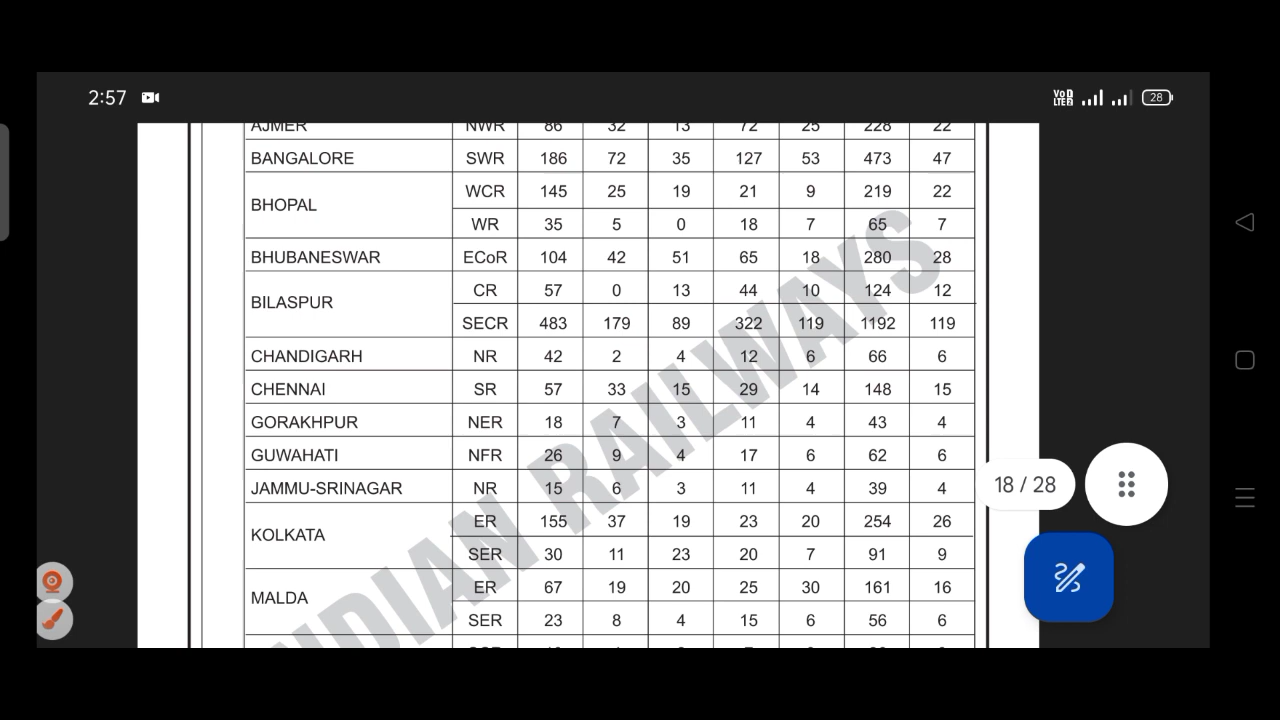 2:57
Vo LTE 28
AJMER NWR 86 32 13 72 25 228 22
BANGALORE SWR 186 72 35 127 53 473 47
BHOPAL WCR 145 25 19 21 9 219 22
WR 35 5 0 18 7 65 7
BHUBANESWAR ECoR 104 42 51 65 18 280 28
BILASPUR CR 57 0 13 44 10 124 12
SECR 483 179 89 322 119 1192 119
CHANDIGARH NR 42 2 4 12 6 66 6
CHENNAI SR 57 33 15 29 14 148 15
GORAKHPUR NER 18 7 3 11 4 43 4
GUWAHATI NFR 26 9 4 17 6 62 6
JAMMU-SRINAGAR NR 15 6 3 11 4 39 4
KOLKATA ER 155 37 19 23 20 254 26
SER 30 11 23 20 7 91 9
MALDA ER 67 19 20 25 30 161 16
SER 23 8 4 15 6 56 6
INDIAN RAILWAYS
18 / 28